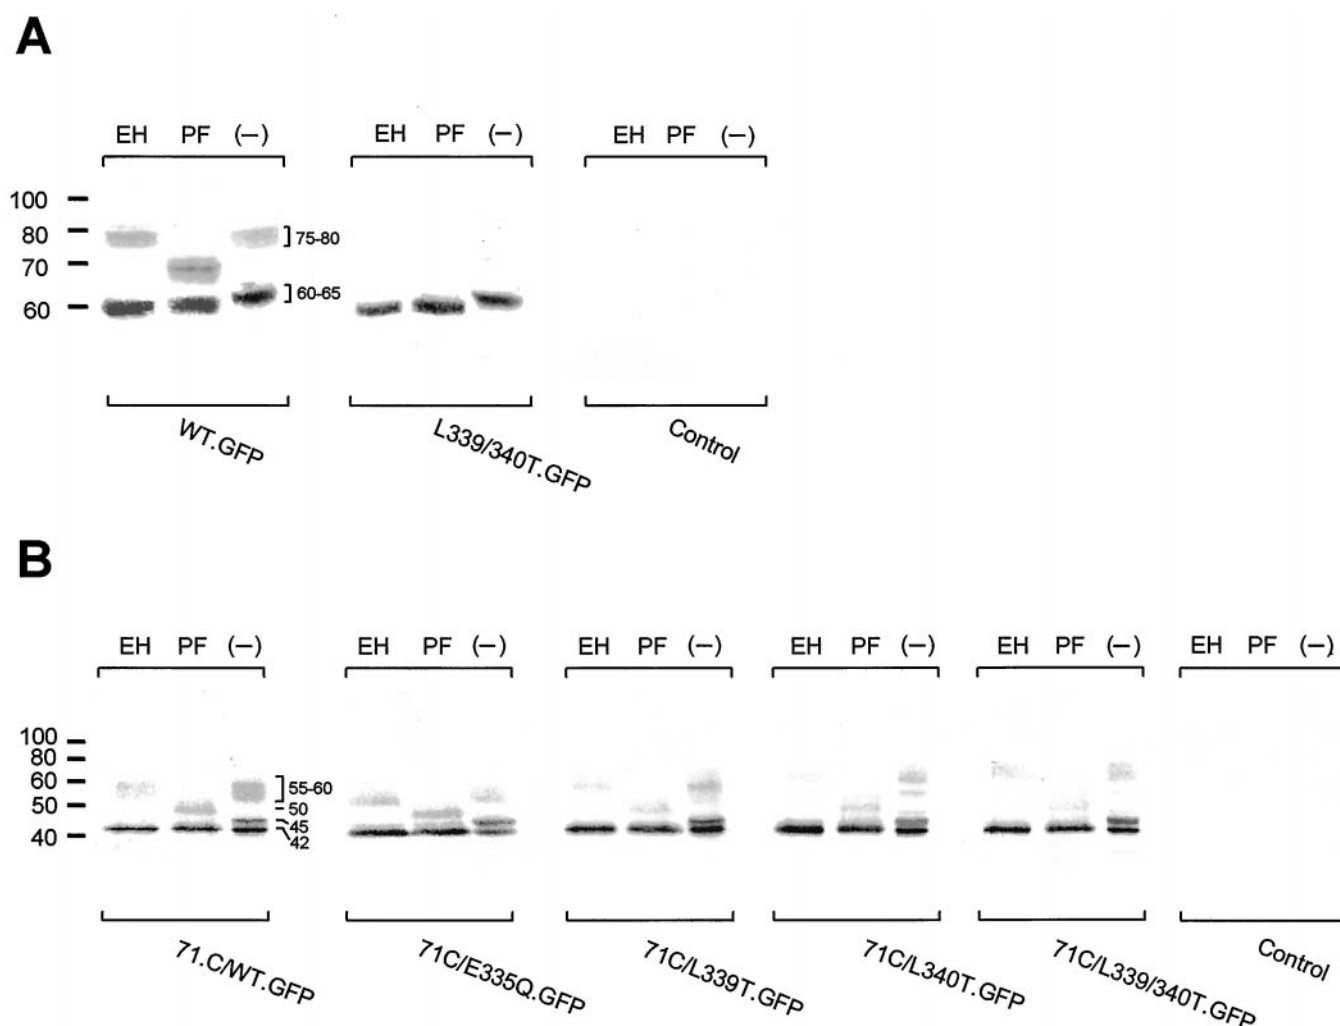 A
EH PF (–) EH PF (–) EH PF (–)
100
80
70
60
75-80
60-65
WT.GFP L339/340T.GFP Control
B
EH PF (–) EH PF (–) EH PF (–) EH PF (–) EH PF (–) EH PF (–)
100
80
60
50
40
55-60
50
45
42
71.C/WT.GFP 71C/E335Q.GFP 71C/L339T.GFP 71C/L340T.GFP 71C/L339/340T.GFP Control